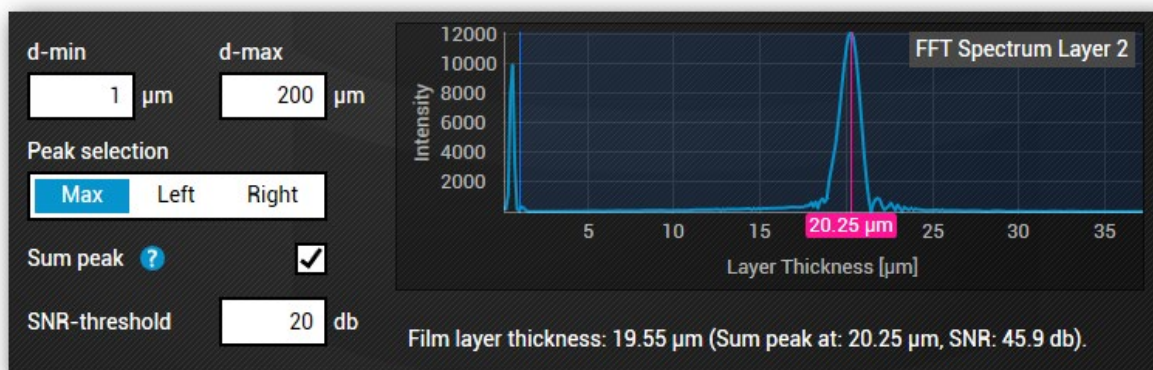 d-min
d-max
1 µm
200 µm
Peak selection
Max Left Right
Sum peak ?
SNR-threshold
20 db
FFT Spectrum Layer 2
Intensity
12000
10000
8000
6000
4000
2000
5 10 15 20.25 µm 25 30 35
Layer Thickness [µm]
Film layer thickness: 19.55 µm (Sum peak at: 20.25 µm, SNR: 45.9 db).